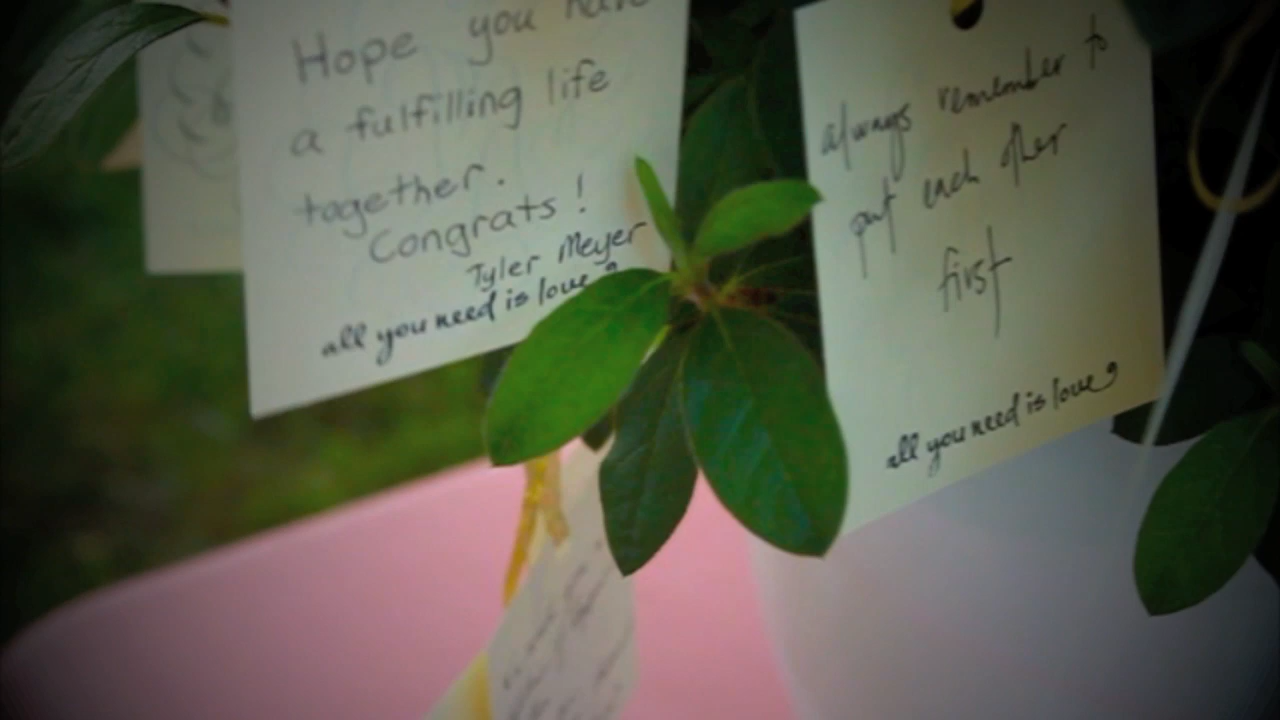 Hope you have
a fulfilling life
together.
Congrats!
Tyler Meyer
all you need is love
always remember to
put each other
first
all you need is love